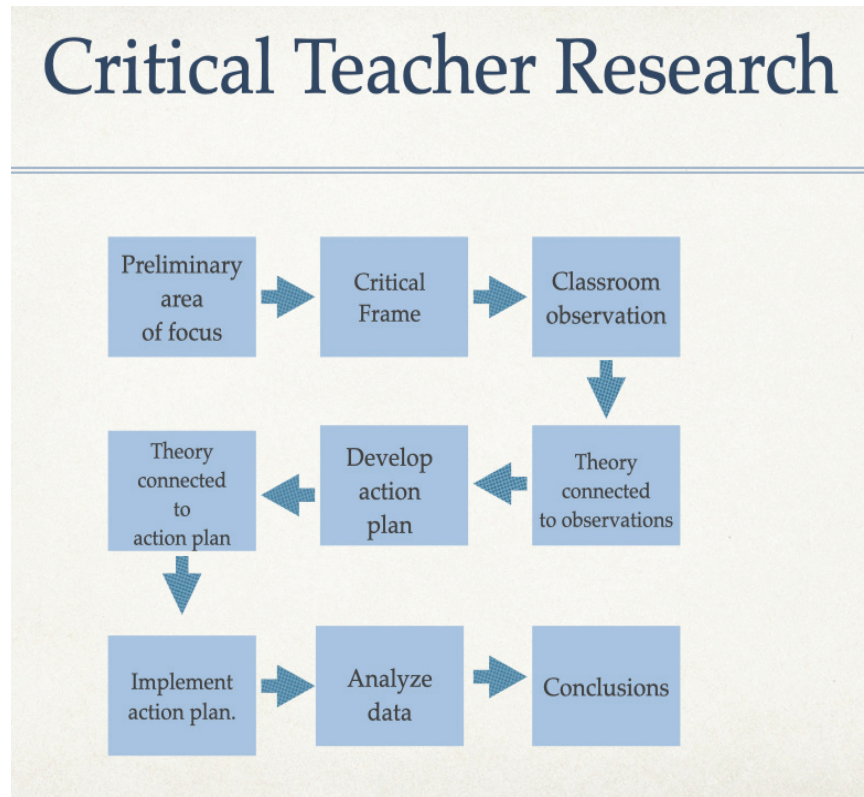 Critical Teacher Research
Preliminary
area
of focus
Critical
Frame
Classroom
observation
Theory
connected
to observations
Develop
action
plan
Theory
connected
to
action plan
Implement
action plan.
Analyze
data
Conclusions